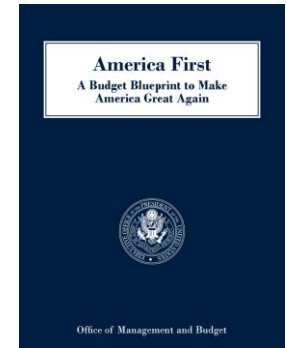 America First
A Budget Blueprint to Make
America Great Again
Office of Management and Budget